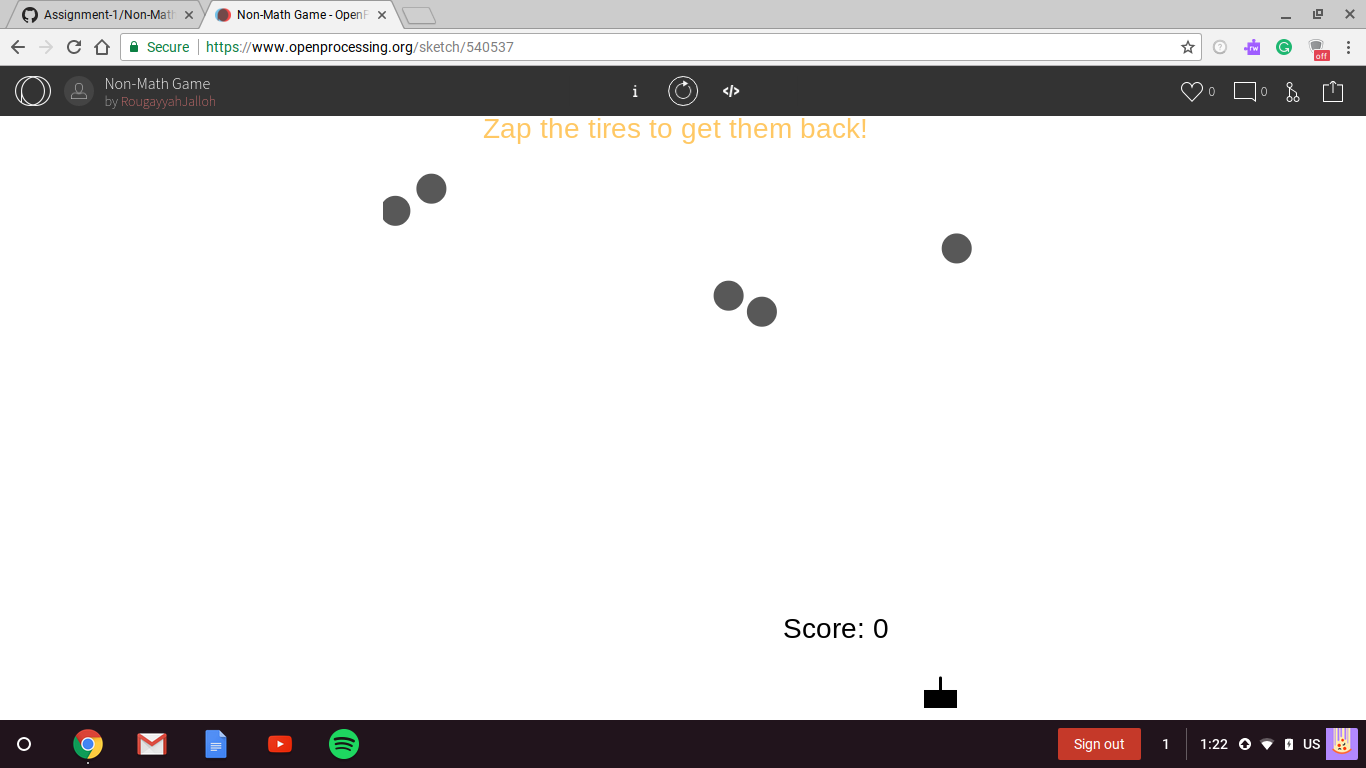 Assignment-1/Non-Math
Non-Math Game - OpenP
Secure
https://www.openprocessing.org/sketch/540537
rw
off
Non-Math Game
by RougayyahJalloh
i
</>
0
0
Zap the tires to get them back!
Score: 0
Sign out
1
1:22
US